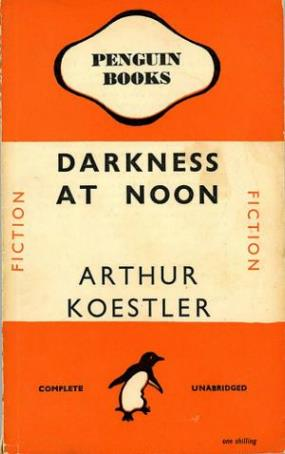 PENGUIN
BOOKS
DARKNESS
AT NOON
FICTION
FICTION
ARTHUR
KOESTLER
COMPLETE UNABRIDGED
one shilling